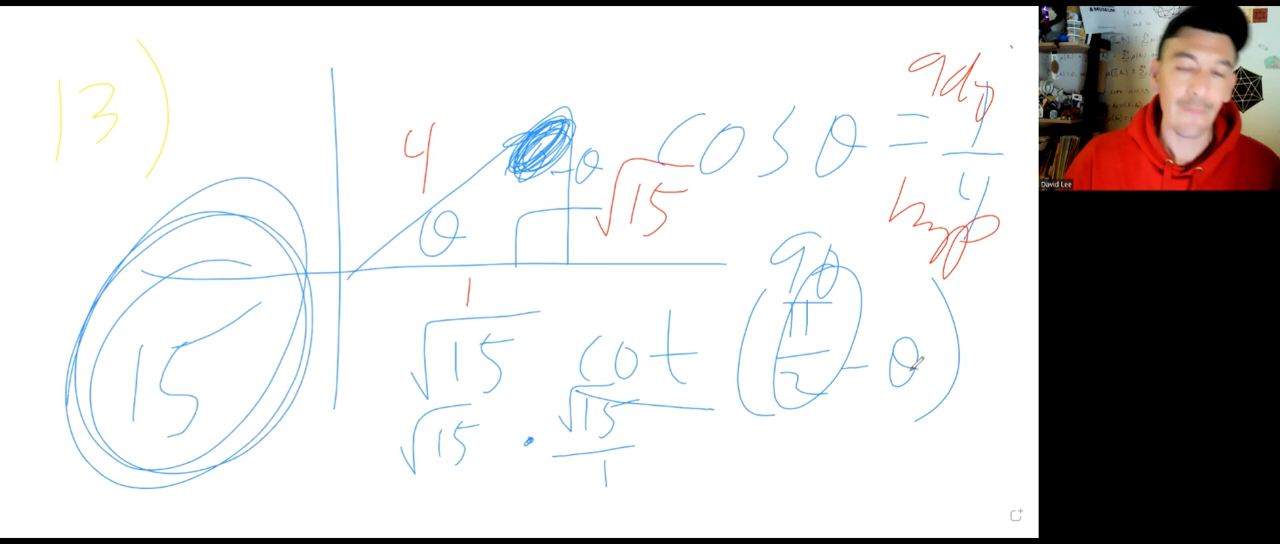 13)
4
θ
1
-θ
√15
cos θ = 1/4
adj
hyp
15
90
√15 cot (π/2 - θ)
√15 · √15/1
David Lee